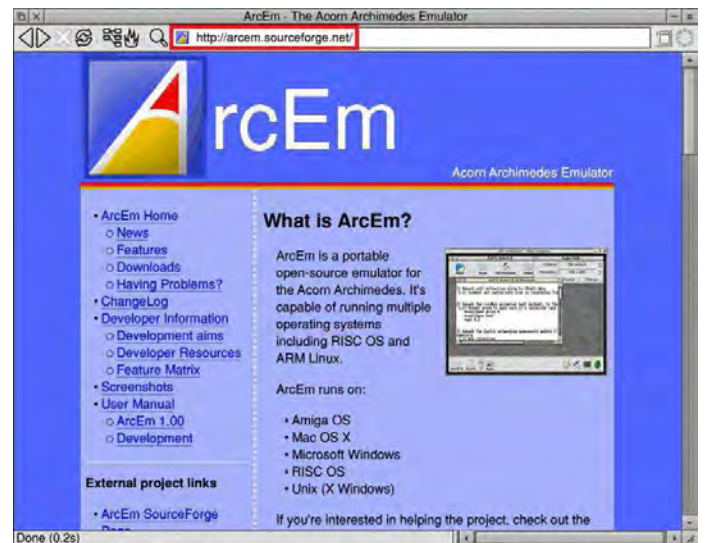 ArcEm - The Acorn Archimedes Emulator
http://arcem.sourceforge.net/
ArcEm
Acorn Archimedes Emulator
• ArcEm Home
o News
o Features
o Downloads
o Having Problems?
• ChangeLog
• Developer Information
o Development aims
o Developer Resources
o Feature Matrix
• Screenshots
• User Manual
o ArcEm 1.00
o Development
External project links
• ArcEm SourceForge
What is ArcEm?
ArcEm is a portable
open-source emulator for
the Acorn Archimedes. It's
capable of running multiple
operating systems
including RISC OS and
ARM Linux.
ArcEm runs on:
• Amiga OS
• Mac OS X
• Microsoft Windows
• RISC OS
• Unix (X Windows)
If you're interested in helping the project, check out the
Done (0.2s)